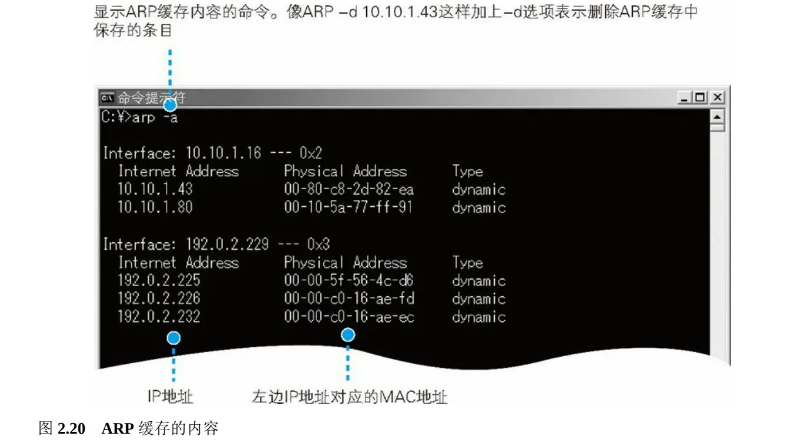 显示ARP缓存内容的命令。像ARP –d 10.10.1.43这样加上–d选项表示删除ARP缓存中
保存的条目
命令提示符
C:¥>arp -a
Interface: 10.10.1.16 --- 0x2
Internet Address Physical Address Type
10.10.1.43 00-80-c8-2d-82-ea dynamic
10.10.1.80 00-10-5a-77-ff-91 dynamic
Interface: 192.0.2.229 --- 0x3
Internet Address Physical Address Type
192.0.2.225 00-00-5f-56-4c-d6 dynamic
192.0.2.226 00-00-c0-16-ae-fd dynamic
192.0.2.232 00-00-c0-16-ae-ec dynamic
IP地址 左边IP地址对应的MAC地址
图 2.20 ARP 缓存的内容